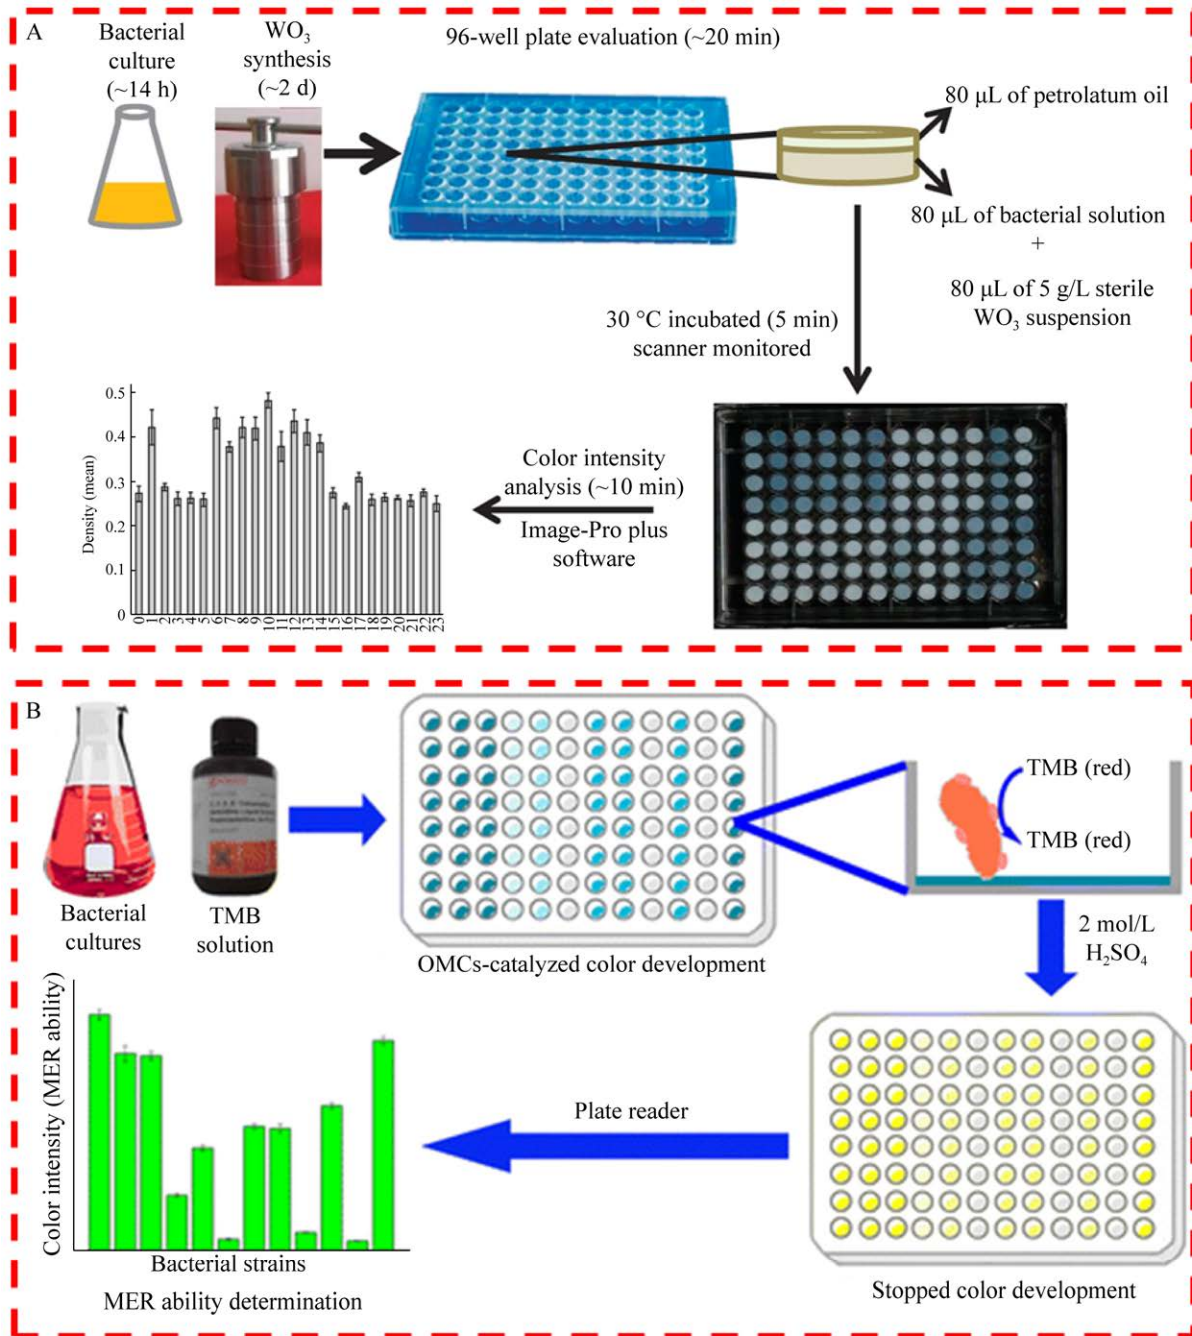 A
Bacterial
culture
(~14 h)
WO₃
synthesis
(~2 d)
96-well plate evaluation (~20 min)
80 μL of petrolatum oil
80 μL of bacterial solution
+
80 μL of 5 g/L sterile
WO₃ suspension
30 °C incubated (5 min)
scanner monitored
Color intensity
analysis (~10 min)
Image-Pro plus
software
Density (mean)
0.5
0.4
0.3
0.2
0.1
0
0 1 2 3 4 5 6 7 8 9 10 11 12 13 14 15 16 17 18 19 20 21 22 23
B
Bacterial
cultures
TMB
solution
OMCs-catalyzed color development
TMB (red)
TMB (red)
2 mol/L
H₂SO₄
Stopped color development
Plate reader
Color intensity (MER ability)
Bacterial strains
MER ability determination